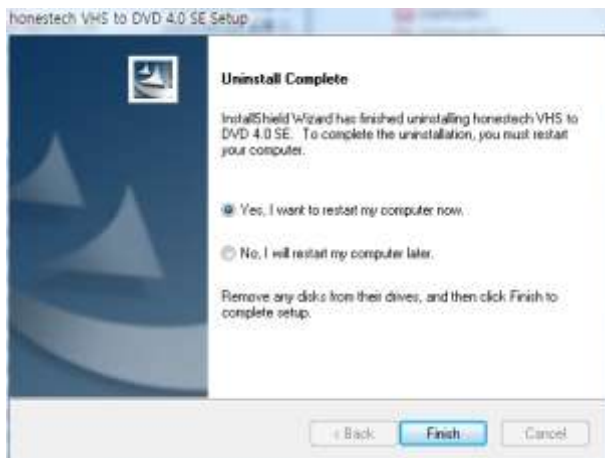 honestech VHS to DVD 4.0 SE Setup
Uninstall Complete
InstallShield Wizard has finished uninstalling honestech VHS to
DVD 4.0 SE. To complete the uninstallation, you must restart
your computer.
Yes, I want to restart my computer now.
No, I will restart my computer later.
Remove any disks from their drives, and then click Finish to
complete setup.
< Back
Finish
Cancel